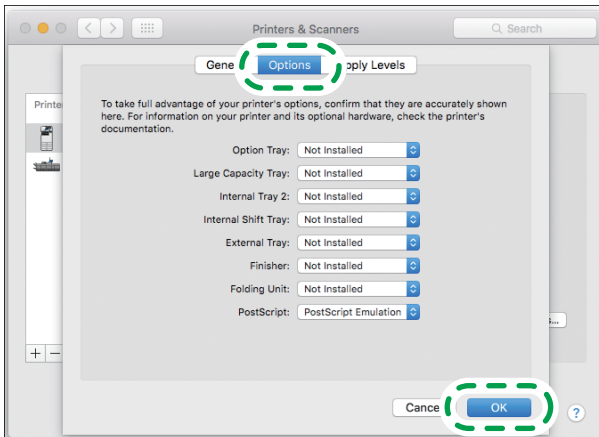 Printers & Scanners
Search
Gene
Options
pply Levels
Printe
To take full advantage of your printer's options, confirm that they are accurately shown
here. For information on your printer and its optional hardware, check the printer's
documentation.
Option Tray: Not Installed
Large Capacity Tray: Not Installed
Internal Tray 2: Not Installed
Internal Shift Tray: Not Installed
External Tray: Not Installed
Finisher: Not Installed
Folding Unit: Not Installed
PostScript: PostScript Emulation
s...
+ −
Cance
OK
?